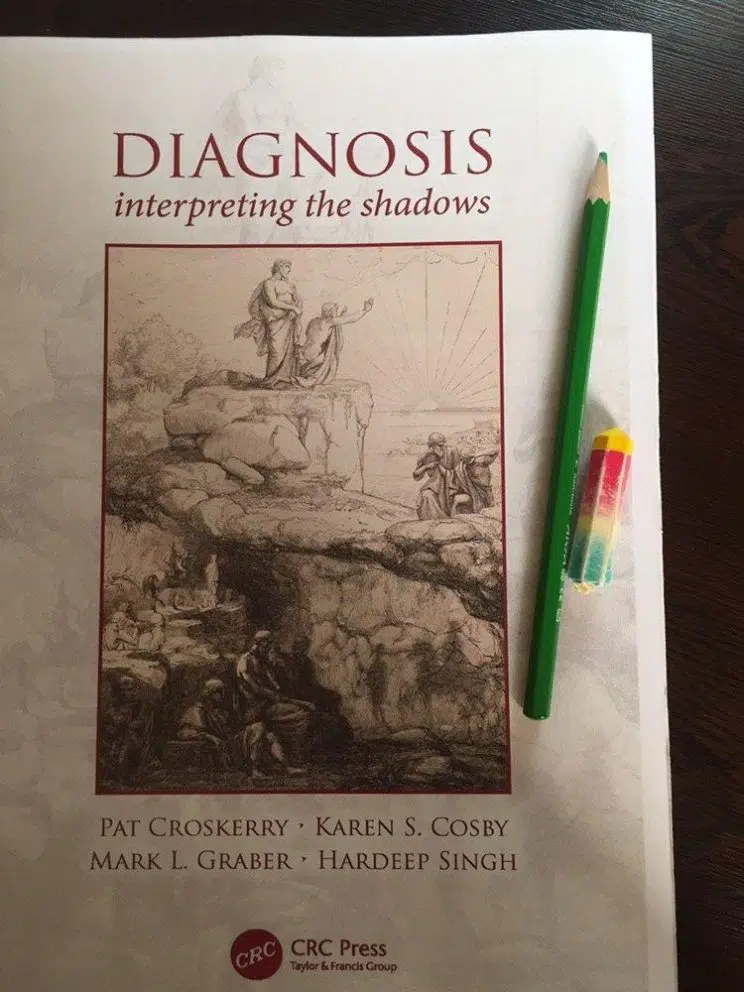 DIAGNOSIS
interpreting the shadows
PAT CROSKERRY · KAREN S. COSBY
MARK L. GRABER · HARDEEP SINGH
CRC
CRC Press
Taylor & Francis Group